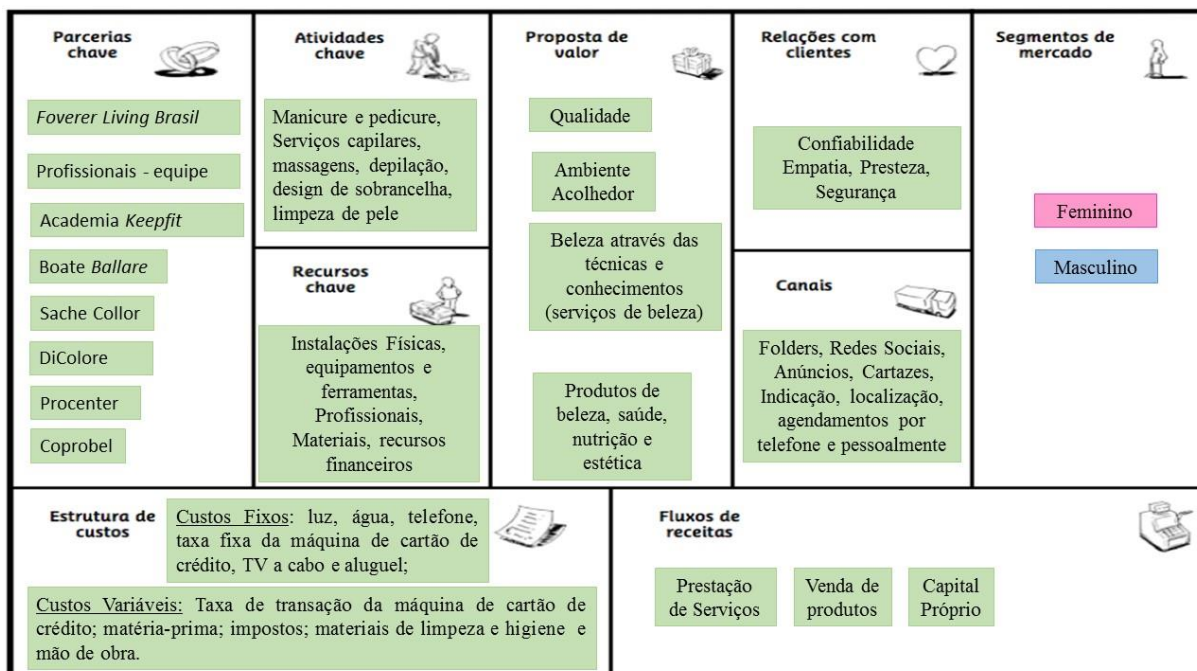 Parcerias
chave
Foverer Living Brasil
Profissionais - equipe
Academia Keepfit
Boate Ballare
Sache Collor
DiColore
Procenter
Coprobel
Atividades
chave
Manicure e pedicure,
Serviços capilares,
massagens, depilação,
design de sobrancelha,
limpeza de pele
Recursos
chave
Instalações Físicas,
equipamentos e
ferramentas,
Profissionais,
Materiais, recursos
financeiros
Proposta de
valor
Qualidade
Ambiente
Acolhedor
Beleza através das
técnicas e
conhecimentos
(serviços de beleza)
Produtos de
beleza, saúde,
nutrição e
estética
Relações com
clientes
Confiabilidade
Empatia, Presteza,
Segurança
Canais
Folders, Redes Sociais,
Anúncios, Cartazes,
Indicação, localização,
agendamentos por
telefone e pessoalmente
Segmentos de
mercado
Feminino
Masculino
Estrutura de
custos
Custos Fixos: luz, água, telefone,
taxa fixa da máquina de cartão de
crédito, TV a cabo e aluguel;
Custos Variáveis: Taxa de transação da máquina de cartão de
crédito; matéria-prima; impostos; materiais de limpeza e higiene e
mão de obra.
Fluxos de
receitas
Prestação
de Serviços
Venda de
produtos
Capital
Próprio